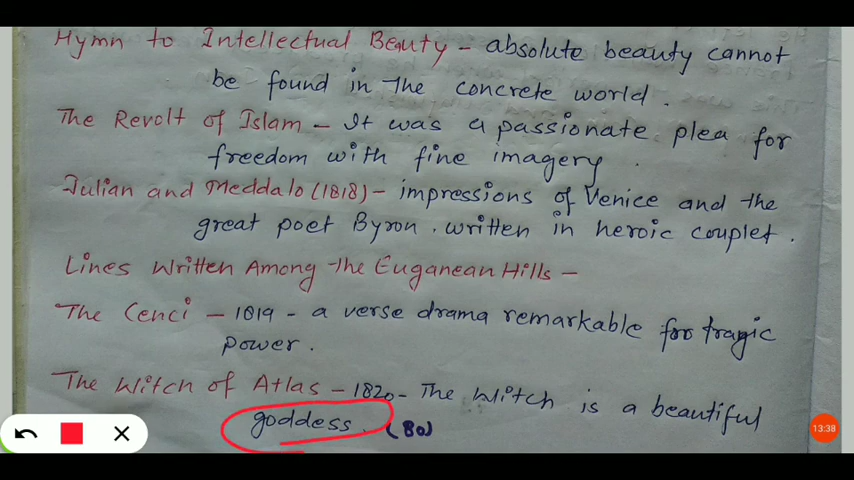 Hymn to Intellectual Beauty - absolute beauty cannot
be found in the concrete world.
The Revolt of Islam - It was a passionate plea for
freedom with fine imagery.
Julian and Meddalo (1818) - impressions of Venice and the
great poet Byron. written in heroic couplet.
Lines Written Among the Euganean Hills -
The Cenci - 1819 - a verse drama remarkable for tragic
power.
The Witch of Atlas - 1820 - The Witch is a beautiful
goddess. (80)
13:38